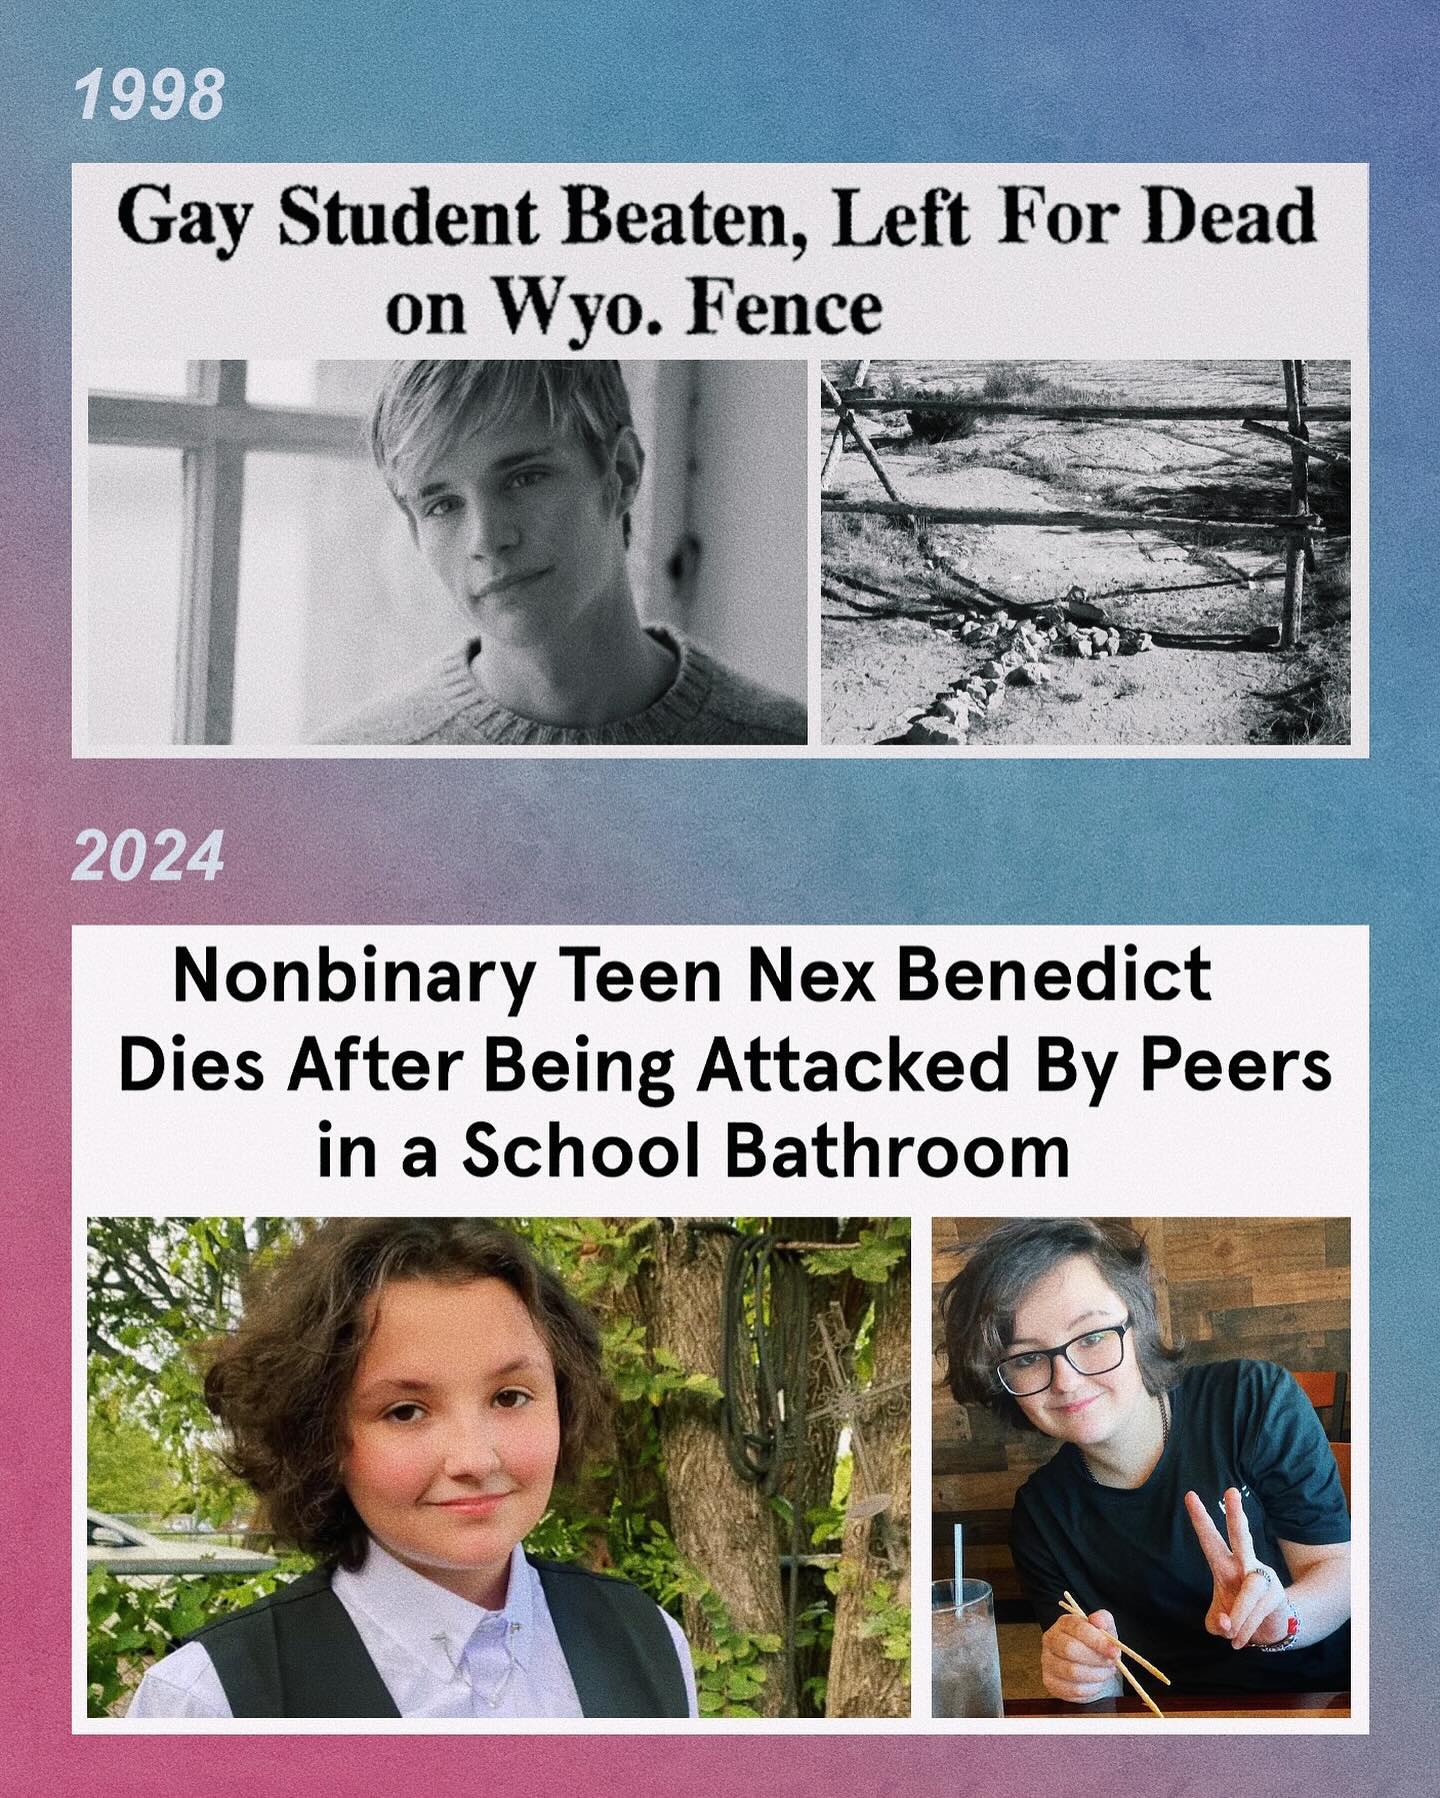 1998
Gay Student Beaten, Left For Dead
on Wyo. Fence
2024
Nonbinary Teen Nex Benedict
Dies After Being Attacked By Peers
in a School Bathroom